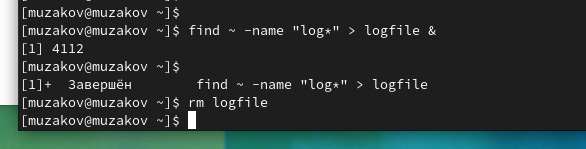 [muzakov@muzakov ~]$
[muzakov@muzakov ~]$ find ~ -name "log*" > logfile &
[1] 4112
[muzakov@muzakov ~]$
[1]+  Завершён        find ~ -name "log*" > logfile
[muzakov@muzakov ~]$ rm logfile
[muzakov@muzakov ~]$